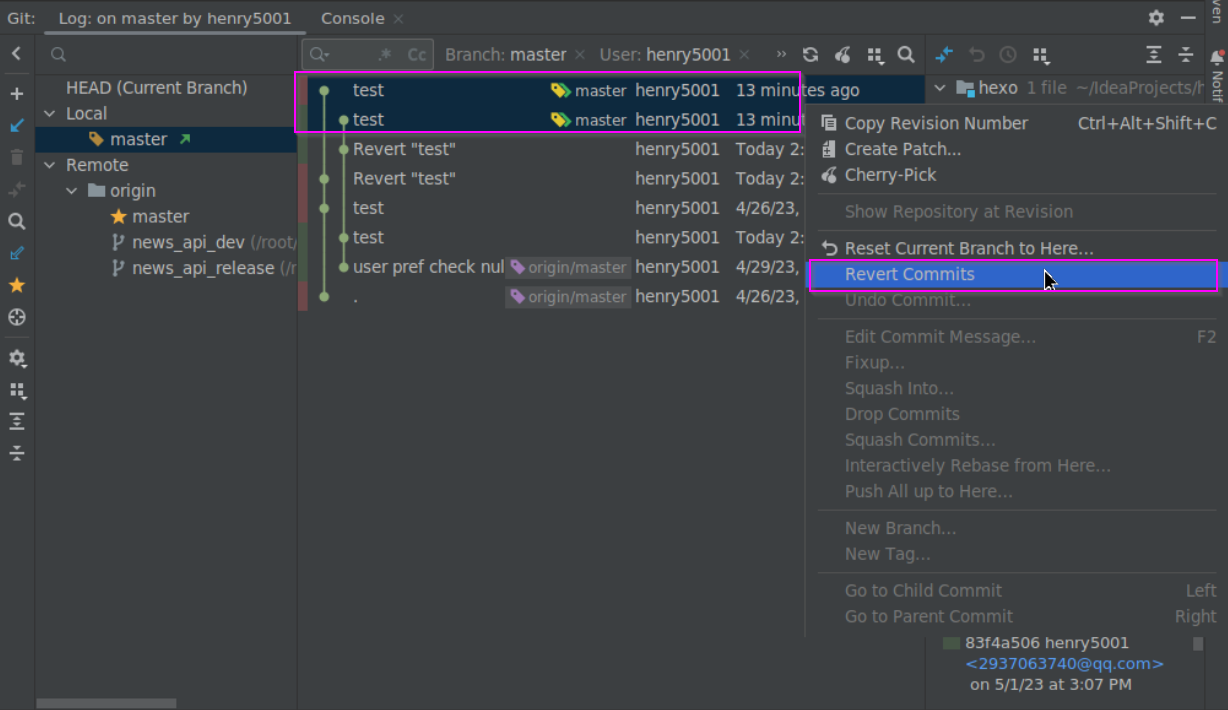 Git: Log: on master by henry5001 Console
Branch: master User: henry5001
.* Cc
HEAD (Current Branch)
Local
master
Remote
origin
master
news_api_dev (/root/
news_api_release (/r
test master henry5001 13 minutes ago
test master henry5001 13 minut
Revert "test" henry5001 Today 2:
Revert "test" henry5001 Today 2:
test henry5001 4/26/23,
test henry5001 Today 2:
user pref check nul origin/master henry5001 4/29/23,
. origin/master henry5001 4/26/23,
hexo 1 file ~/IdeaProjects/h
Copy Revision Number Ctrl+Alt+Shift+C
Create Patch...
Cherry-Pick
Show Repository at Revision
Reset Current Branch to Here...
Revert Commits
Undo Commit...
Edit Commit Message... F2
Fixup...
Squash Into...
Drop Commits
Squash Commits...
Interactively Rebase from Here...
Push All up to Here...
New Branch...
New Tag...
Go to Child Commit Left
Go to Parent Commit Right
83f4a506 henry5001
<2937063740@qq.com>
on 5/1/23 at 3:07 PM
ven
Notif